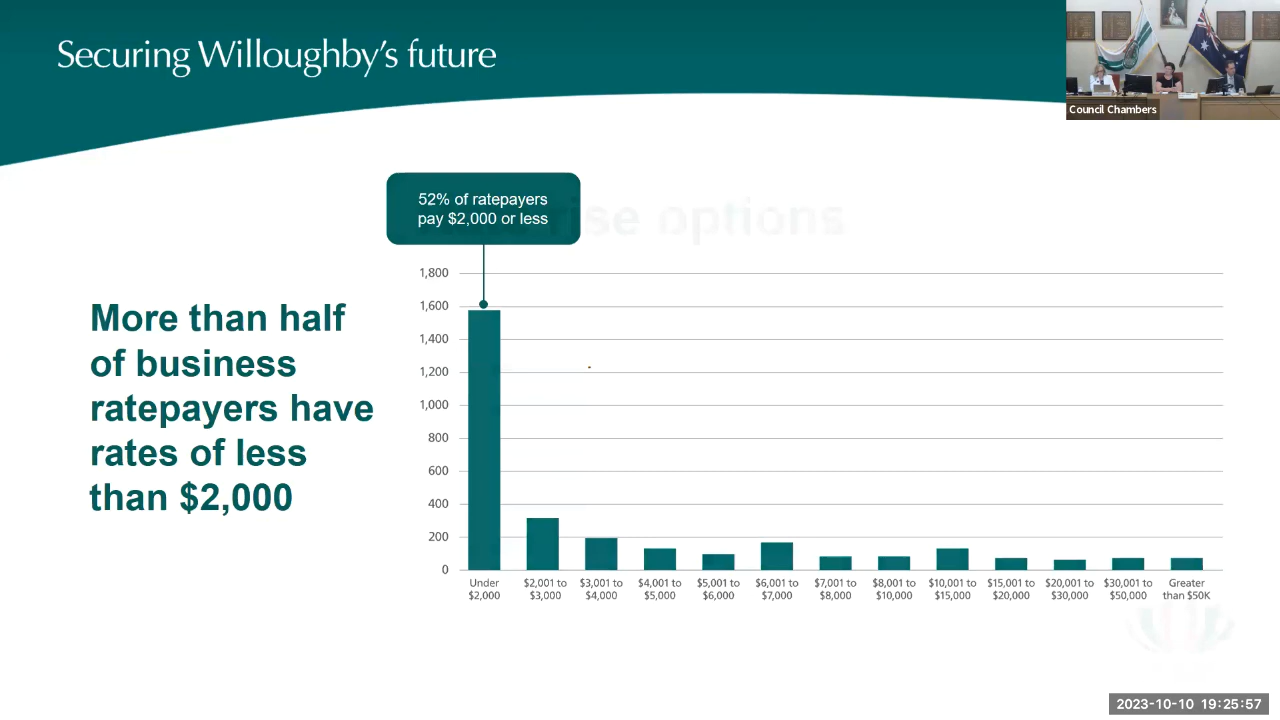 Securing Willoughby's future
Council Chambers
52% of ratepayers
pay $2,000 or less
rise options
More than half
of business
ratepayers have
rates of less
than $2,000
1,800
1,600
1,400
1,200
1,000
800
600
400
200
0
Under
$2,000
$2,001 to
$3,000
$3,001 to
$4,000
$4,001 to
$5,000
$5,001 to
$6,000
$6,001 to
$7,000
$7,001 to
$8,000
$8,001 to
$10,000
$10,001 to
$15,000
$15,001 to
$20,000
$20,001 to
$30,000
$30,001 to
$50,000
Greater
than $50K
2023-10-10 19:25:57